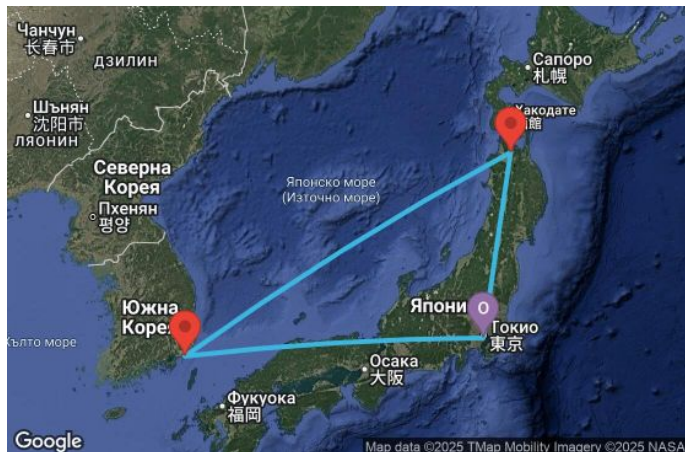 Чанчун
长春市
ДЗИЛИН
Сапоро
札幌
Шънян
沈阳市
ЛЯОНИН
Хакодате
函館
Северна
Корея
Японско море
(Източно море)
Пхенян
平壤
Южна
Корея
Япони
О
Токио
東京
Жълто море
Осака
大阪
Фукуока
福岡
Google
Map data ©2025 TMap Mobility Imagery ©2025 NASA